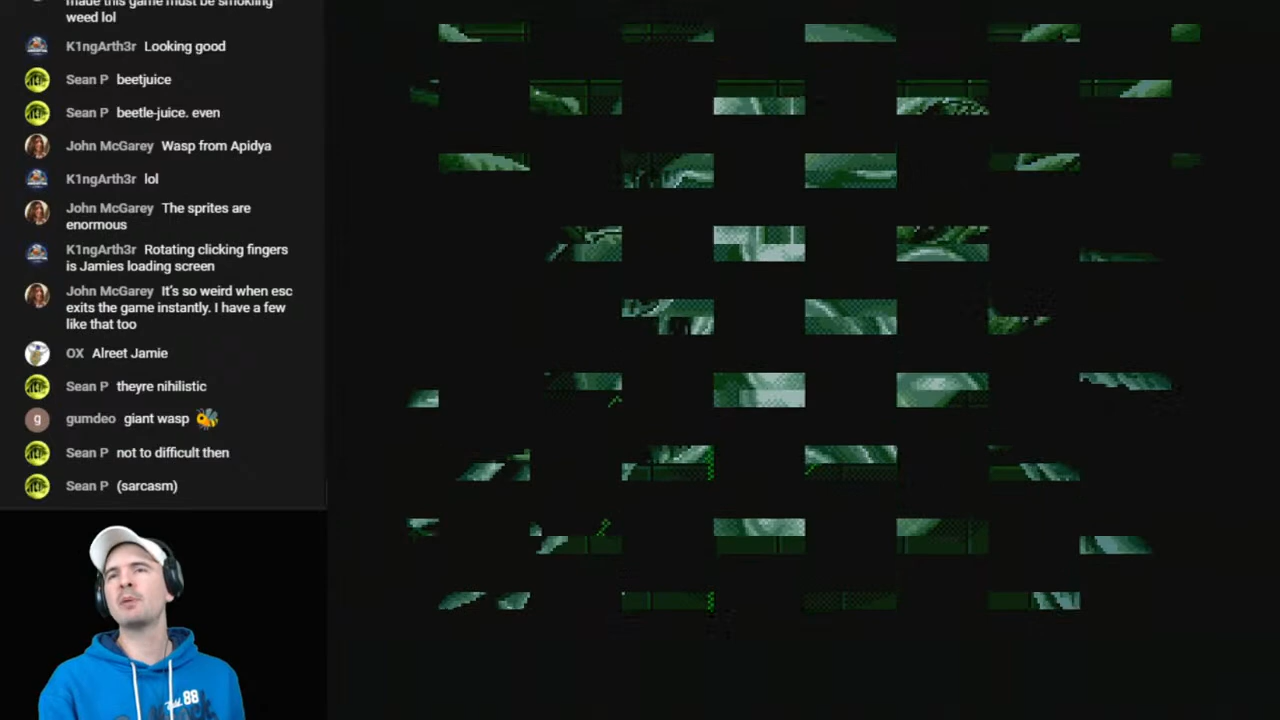 made this game must be smokling
weed lol
K1ngArth3r Looking good
Sean P beetjuice
Sean P beetle-juice. even
John McGarey Wasp from Apidya
K1ngArth3r lol
John McGarey The sprites are
enormous
K1ngArth3r Rotating clicking fingers
is Jamies loading screen
John McGarey It's so weird when esc
exits the game instantly. I have a few
like that too
OX Alreet Jamie
Sean P theyre nihilistic
g gumdeo giant wasp
Sean P not to difficult then
Sean P (sarcasm)
88